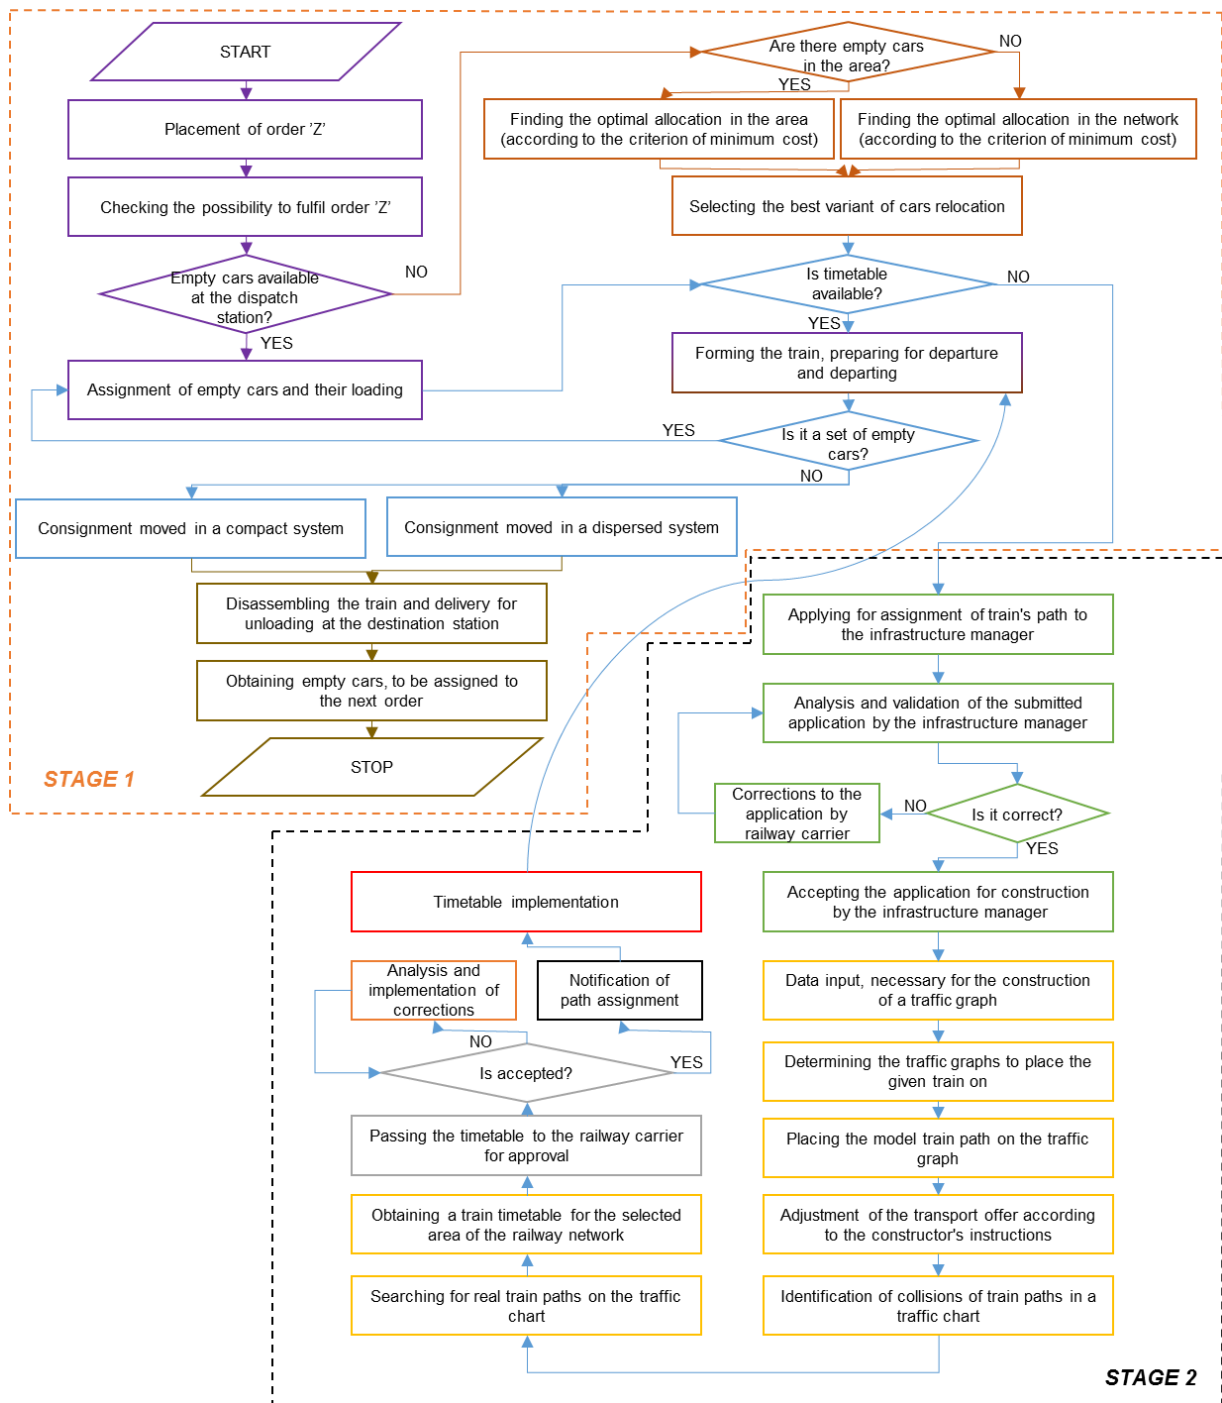 START
Placement of order 'Z'
Checking the possibility to fulfil order 'Z'
Empty cars available
at the dispatch
station?
NO
YES
Assignment of empty cars and their loading
Are there empty cars
in the area?
NO
YES
Finding the optimal allocation in the area
(according to the criterion of minimum cost)
Finding the optimal allocation in the network
(according to the criterion of minimum cost)
Selecting the best variant of cars relocation
Is timetable
available?
NO
YES
Forming the train, preparing for departure
and departing
Is it a set of empty
cars?
YES
NO
Consignment moved in a compact system
Consignment moved in a dispersed system
Disassembling the train and delivery for
unloading at the destination station
Obtaining empty cars, to be assigned to
the next order
STOP
STAGE 1
Applying for assignment of train's path to
the infrastructure manager
Analysis and validation of the submitted
application by the infrastructure manager
Corrections to the
application by
railway carrier
NO
Is it correct?
YES
Accepting the application for construction
by the infrastructure manager
Data input, necessary for the construction
of a traffic graph
Determining the traffic graphs to place the
given train on
Placing the model train path on the traffic
graph
Adjustment of the transport offer according
to the constructor's instructions
Identification of collisions of train paths in a
traffic chart
Searching for real train paths on the traffic
chart
Obtaining a train timetable for the selected
area of the railway network
Passing the timetable to the railway carrier
for approval
Is accepted?
NO
YES
Analysis and
implementation of
corrections
Notification of
path assignment
Timetable implementation
STAGE 2